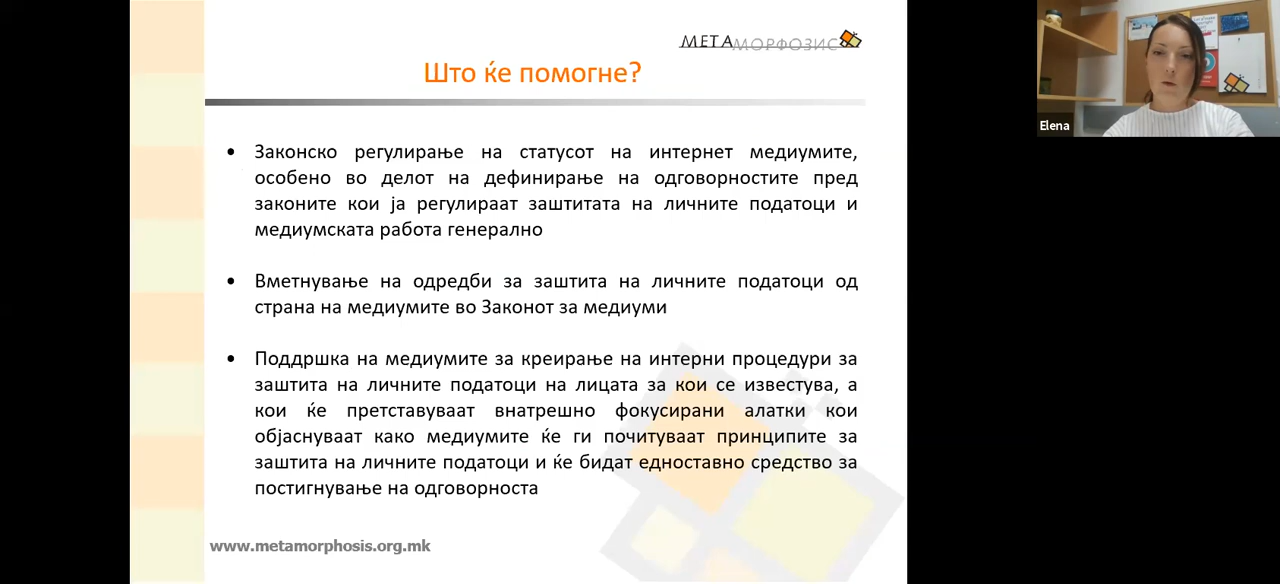 МЕТАМОРФОЗИС
Што ќе помогне?
• Законско регулирање на статусот на интернет медиумите,
особено во делот на дефинирање на одговорностите пред
законите кои ја регулираат заштитата на личните податоци и
медиумската работа генерално
• Вметнување на одредби за заштита на личните податоци од
страна на медиумите во Законот за медиуми
• Поддршка на медиумите за креирање на интерни процедури за
заштита на личните податоци на лицата за кои се известува, а
кои ќе претставуваат внатрешно фокусирани алатки кои
објаснуваат како медиумите ќе ги почитуваат принципите за
заштита на личните податоци и ќе бидат едноставно средство за
постигнување на одговорноста
www.metamorphosis.org.mk
Elena